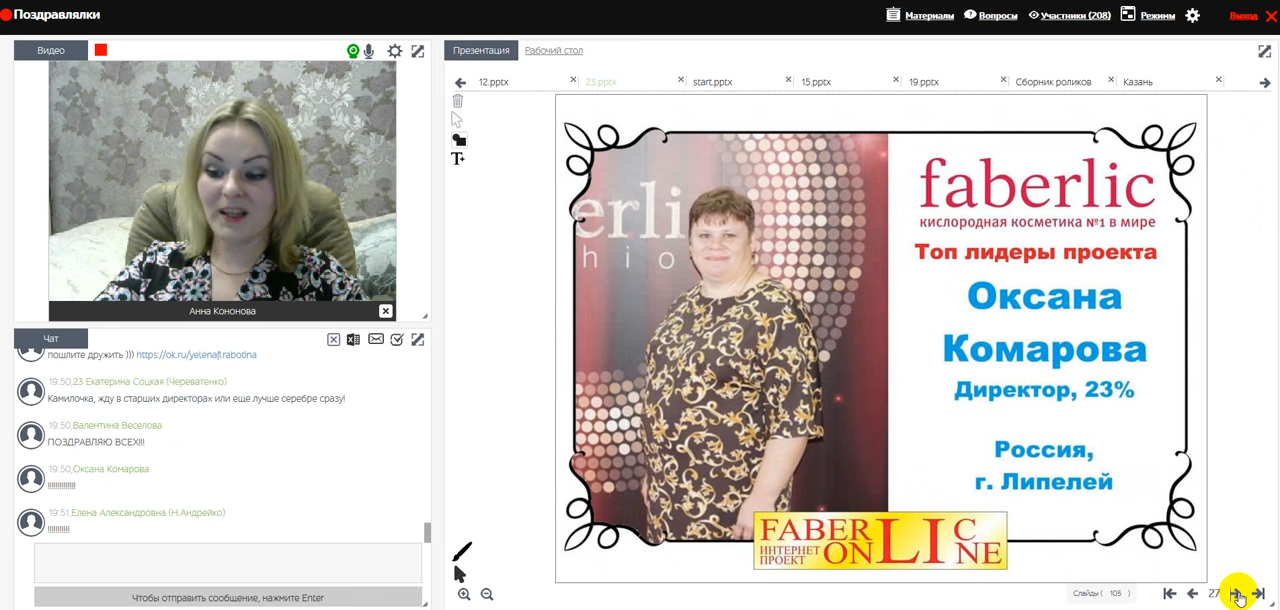 Поздравлялки
Материалы
Вопросы
Участники (208)
Режимы
Выход
Видео
Анна Кононова
Чат
пошлите дружить ))) https://ok.ru/yelenafl.rabotina
19:50,23 Екатерина Соцкая (Череватенко)
Камилочка, жду в старших директорах или еще лучше серебре сразу!
19:50,Валентина Веселова
ПОЗДРАВЛЯЮ ВСЕХ!!!
19:50,Оксана Комарова
!!!!!!!!!!!!!!
19:51,Елена Александровна (Н.Андрейко)
!!!!!!!!!!!
Чтобы отправить сообщение, нажмите Enter
Презентация
Рабочий стол
12.pptx
23.pptx
start.pptx
15.pptx
19.pptx
Сборник роликов
Казань
T+
erli
hio
faberlic
кислородная косметика №1 в мире
Топ лидеры проекта
Оксана
Комарова
Директор, 23%
Россия,
г. Липелей
FABERLIC
ИНТЕРНЕТ
ПРОЕКТ
ONLINE
Слайды ( 105 )
27